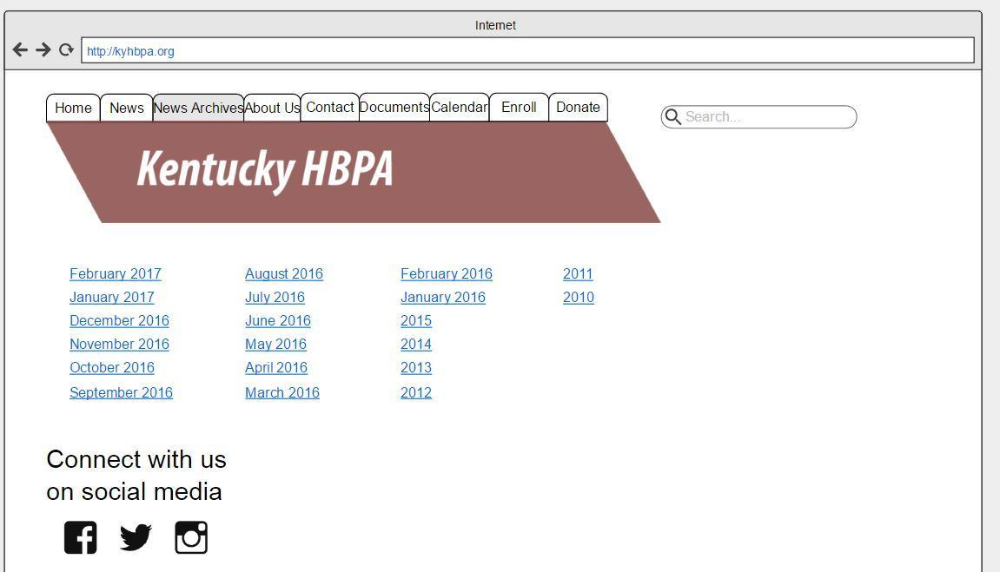 Internet
http://kyhbpa.org
Home News News Archives About Us Contact Documents Calendar Enroll Donate
Search...
Kentucky HBPA
February 2017 August 2016 February 2016 2011
January 2017 July 2016 January 2016 2010
December 2016 June 2016 2015
November 2016 May 2016 2014
October 2016 April 2016 2013
September 2016 March 2016 2012
Connect with us
on social media